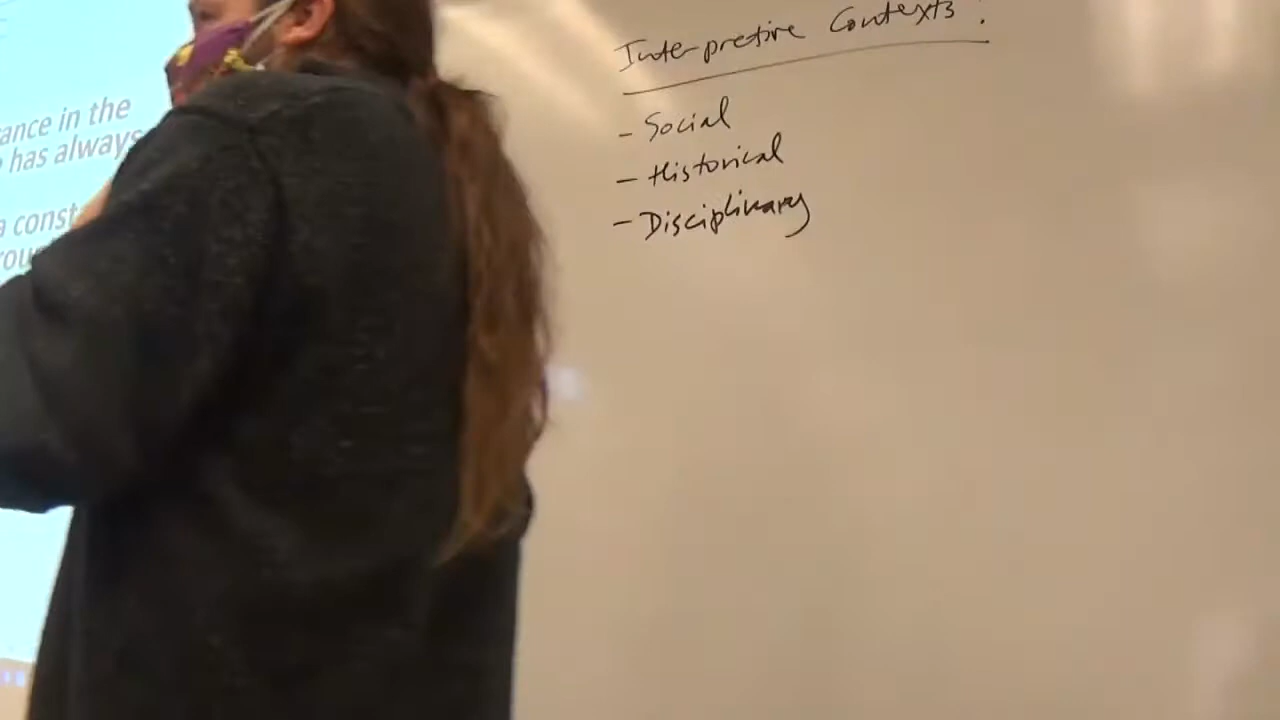 ance in the
has always
a const
rou
Interpretive Contexts:
- Social
- Historical
- Disciplinary